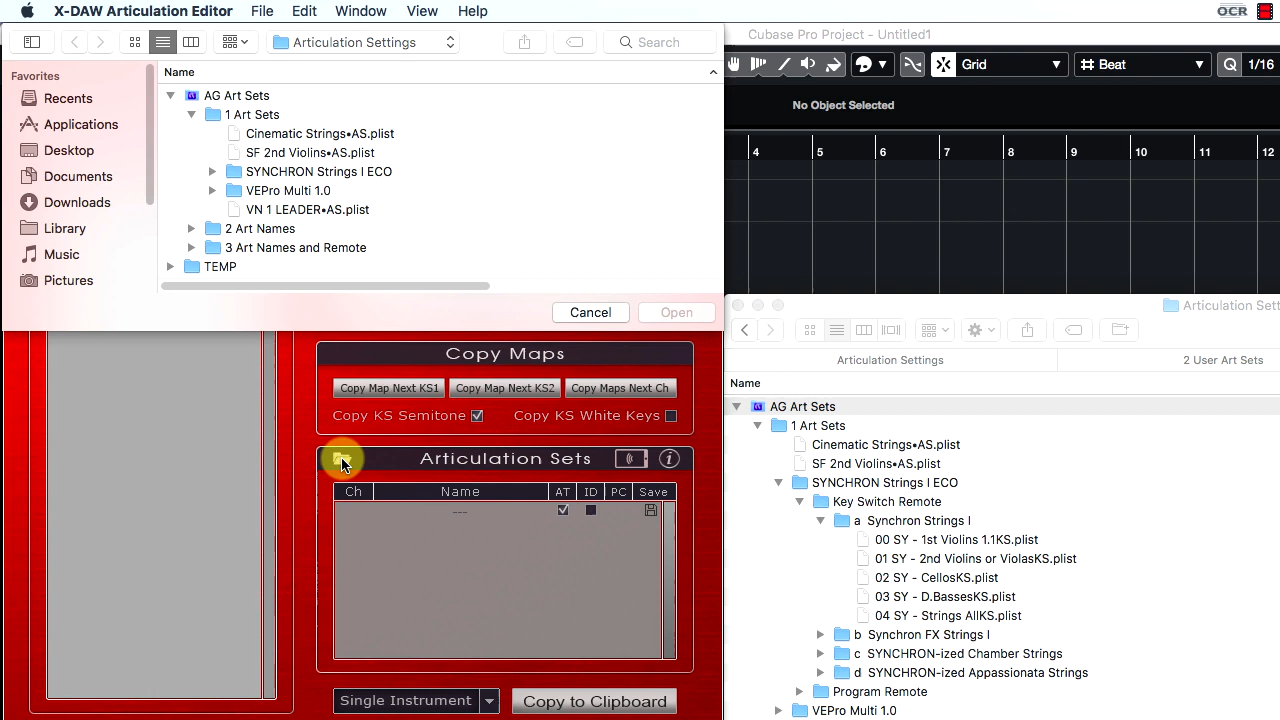 X-DAW Articulation Editor File Edit Window View Help
OCR
Articulation Settings
Search
Favorites
Recents
Applications
Desktop
Documents
Downloads
Library
Music
Pictures
Name
AG Art Sets
1 Art Sets
Cinematic Strings•AS.plist
SF 2nd Violins•AS.plist
SYNCHRON Strings I ECO
VEPro Multi 1.0
VN 1 LEADER•AS.plist
2 Art Names
3 Art Names and Remote
TEMP
Cancel Open
Cubase Pro Project - Untitled1
Grid
Beat
Q 1/16
No Object Selected
4 5 6 7 8 9 10 11 12
Copy Maps
Copy Map Next KS1 Copy Map Next KS2 Copy Maps Next Ch
Copy KS Semitone Copy KS White Keys
Articulation Sets
Ch Name AT ID PC Save
---
Single Instrument
Copy to Clipboard
Articulation Sett
Articulation Settings 2 User Art Sets
Name
AG Art Sets
1 Art Sets
Cinematic Strings•AS.plist
SF 2nd Violins•AS.plist
SYNCHRON Strings I ECO
Key Switch Remote
a Synchron Strings I
00 SY - 1st Violins 1.1KS.plist
01 SY - 2nd Violins or ViolasKS.plist
02 SY - CellosKS.plist
03 SY - D.BassesKS.plist
04 SY - Strings AllKS.plist
b Synchron FX Strings I
c SYNCHRON-ized Chamber Strings
d SYNCHRON-ized Appassionata Strings
Program Remote
VEPro Multi 1.0